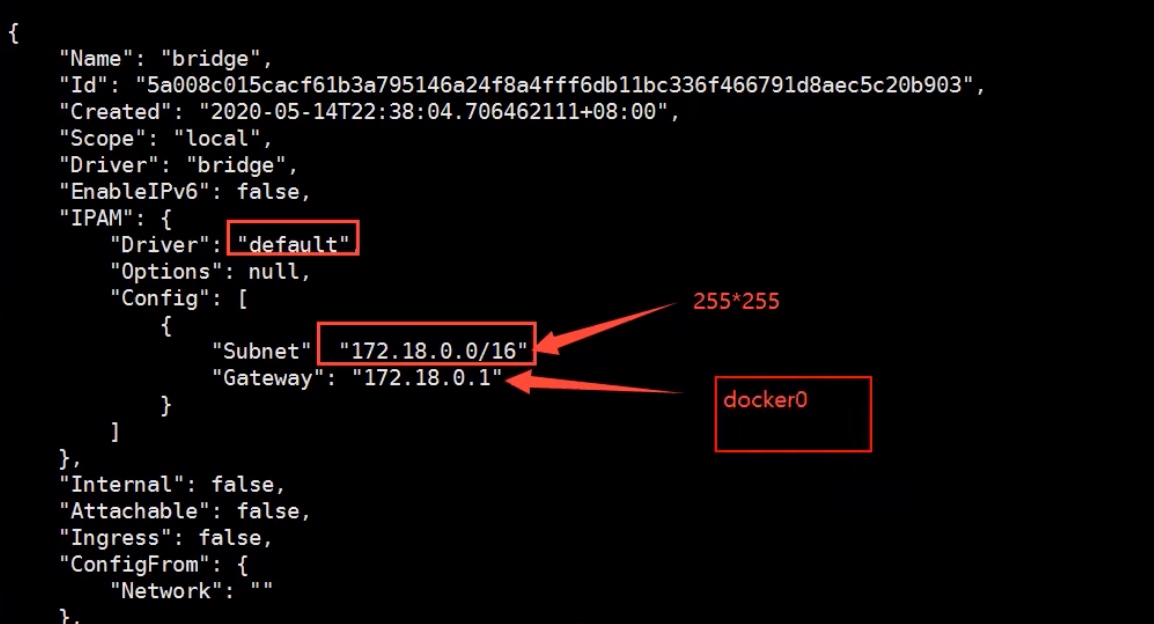 {
"Name": "bridge",
"Id": "5a008c015cacf61b3a795146a24f8a4fff6db11bc336f466791d8aec5c20b903",
"Created": "2020-05-14T22:38:04.706462111+08:00",
"Scope": "local",
"Driver": "bridge",
"EnableIPv6": false,
"IPAM": {
"Driver": "default",
"Options": null,
"Config": [
255*255
{
"Subnet" "172.18.0.0/16"
"Gateway": "172.18.0.1"
docker0
}
]
},
"Internal": false,
"Attachable": false,
"Ingress": false,
"ConfigFrom": {
"Network": ""
},